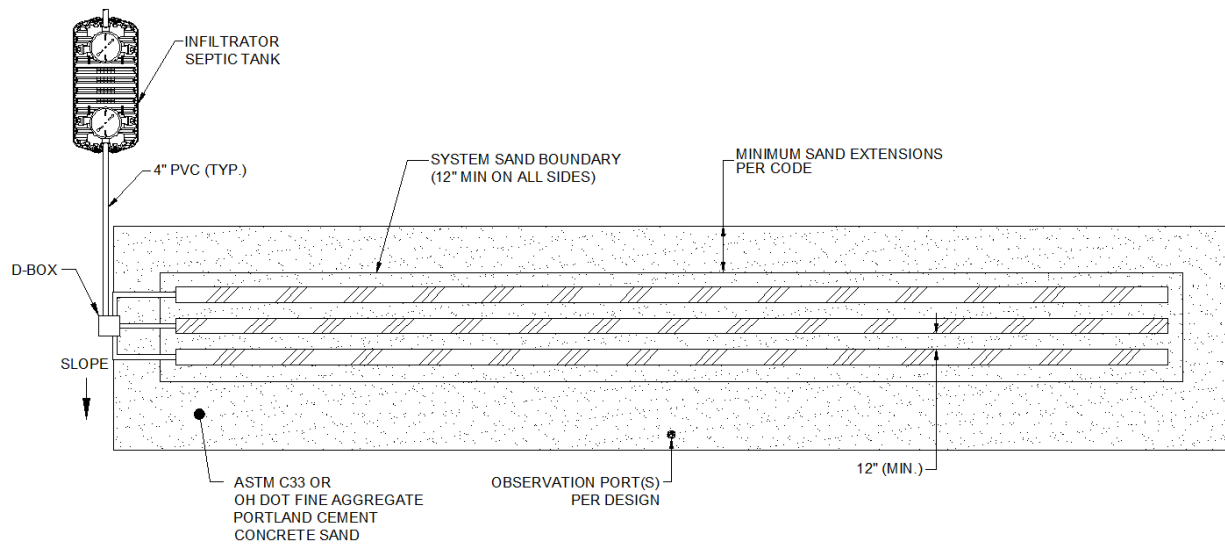 INFILTRATOR
SEPTIC TANK
4" PVC (TYP.)
SYSTEM SAND BOUNDARY
(12" MIN ON ALL SIDES)
MINIMUM SAND EXTENSIONS
PER CODE
D-BOX
SLOPE
ASTM C33 OR
OH DOT FINE AGGREGATE
PORTLAND CEMENT
CONCRETE SAND
OBSERVATION PORT(S)
PER DESIGN
12" (MIN.)